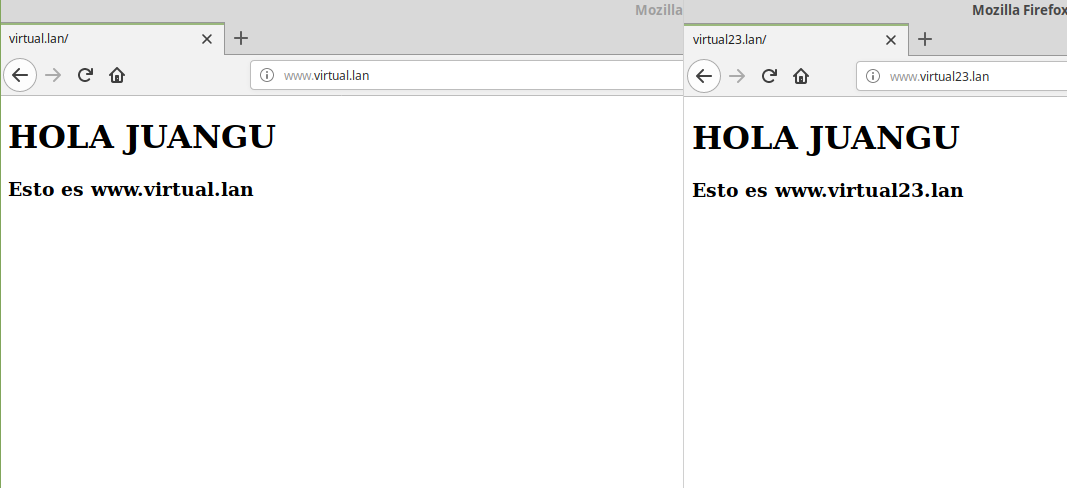 Mozilla
virtual.lan/
www.virtual.lan
HOLA JUANGU
Esto es www.virtual.lan
Mozilla Firefox
virtual23.lan/
www.virtual23.lan
HOLA JUANGU
Esto es www.virtual23.lan